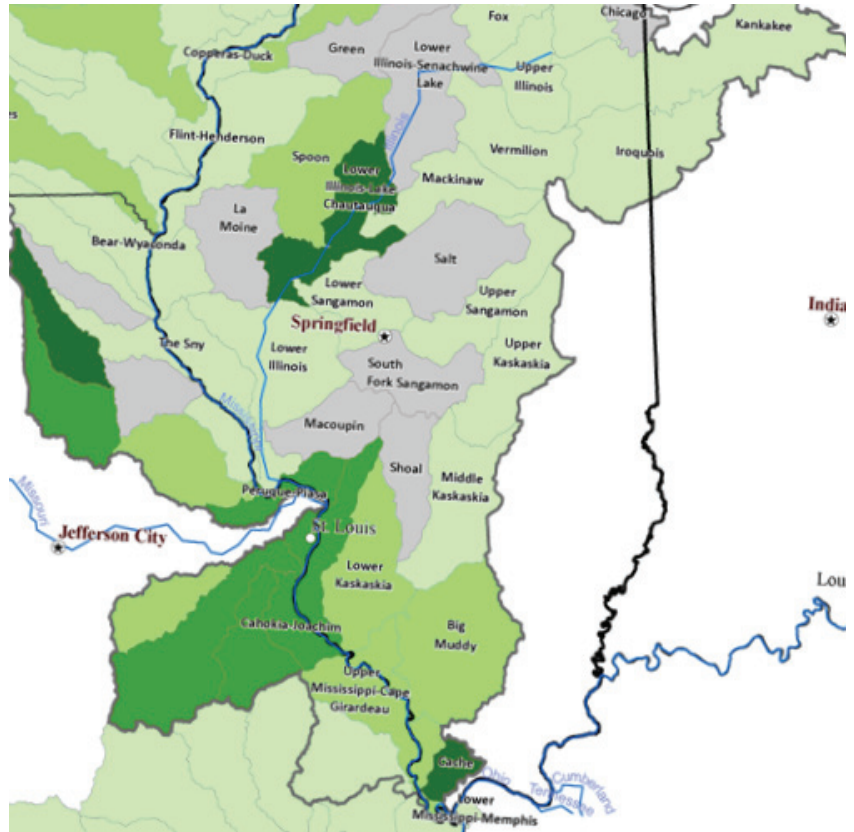 Fox
Chicago
Kankakee
Copperas-Duck
Green
Lower
Illinois-Senachwine
Lake
Upper
Illinois
Flint-Henderson
Illinois
Spoon
Vermilion
Iroquois
Lower
Illinois-Lake
Chautauqua
Mackinaw
La
Moine
Bear-Wyaconda
Salt
Lower
Sangamon
Upper
Sangamon
India
Springfield
The Sny
Lower
Illinois
Upper
Kaskaskia
South
Fork Sangamon
Mississippi
Macoupin
Shoal
Middle
Kaskaskia
Missouri
Peruque-Piasa
St. Louis
Jefferson City
Lower
Kaskaskia
Lou
Cahokia-Joachim
Big
Muddy
Upper
Mississippi-Cape
Girardeau
Cache
Ohio
Cumberland
Tennessee
Lower
Mississippi-Memphis